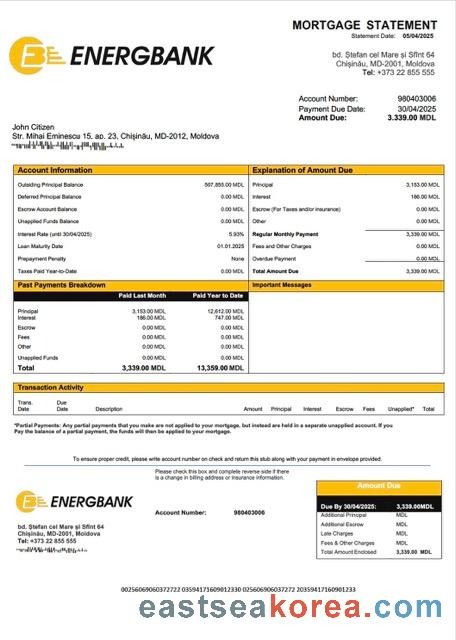 MORTGAGE STATEMENT
Statement Date: 05/04/2025
ENERGBANK
bd. Ștefan cel Mare și Sfînt 64
Chișinău, MD-2001, Moldova
Tel: +373 22 855 555
Account Number: 980403006
Payment Due Date: 30/04/2025
Amount Due: 3.339.00 MDL
John Citizen
Str. Mihai Eminescu 15, ap. 23, Chișinău, MD-2012, Moldova
Account Information
Outsiding Principal Balance -507,855.00 MDL
Deferred Principal Balance 0.00 MDL
Escrow Account Balance 0.00 MDL
Unapplied Funds Balance 0.00 MDL
Interest Rate (until 30/04/2025) 5.93%
Loan Maturity Date 01.01.2025
Prepayment Penalty None
Taxes Paid Year-to-Date 0.00 MDL
Explanation of Amount Due
Principal 3,153.00 MDL
Interest 186.00 MDL
Escrow (For Taxes and/or insurance) 0.00 MDL
Other 0.00 MDL
Regular Monthly Payment 3,339.00 MDL
Fees and Other Charges 0.00 MDL
Overdue Payment 0.00 MDL
Total Amount Due 3,339.00 MDL
Past Payments Breakdown
Paid Last Month Paid Year to Date
Principal 3,153.00 MDL 12,612.00 MDL
Interest 186.00 MDL 747.00 MDL
Escrow 0.00 MDL 0.00 MDL
Fees 0.00 MDL 0.00 MDL
Other 0.00 MDL 0.00 MDL
Unapplied Funds 0.00 MDL 0.00 MDL
Total 3,339.00 MDL 13,359.00 MDL
Important Messages
Transaction Activity
Trans. Date Due Date Description Amount Principal Interest Escrow Fees Unapplied* Total
*Partial Payments: Any partial payments that you make are not applied to your mortgage, but instead are held in a separate unapplied account. If you
Pay the balance of a partial payment, the funds will then be applied to your mortgage.
To ensure proper credit, please write account number on check and return this stub along with your payment in envelope provided.
Please check this box and complete reverse side if there
is a change in billing address or insurance information.
ENERGBANK
Account Number: 980403006
bd. Ștefan cel Mare și Sfînt 64
Chișinău, MD-2001, Moldova
Tel: +373 22 855 555
Amount Due
Due By 30/04/2025: 3,339.00MDL
Additional Principal MDL
Additional Escrow MDL
Late Charges MDL
Fees & Other Charges MDL
Total Amount Enclosed 3,339.00 MDL
0025606906037272​2 0359417160901233​0 02560690603727​2 2035941716090​1233
eastseakorea.com